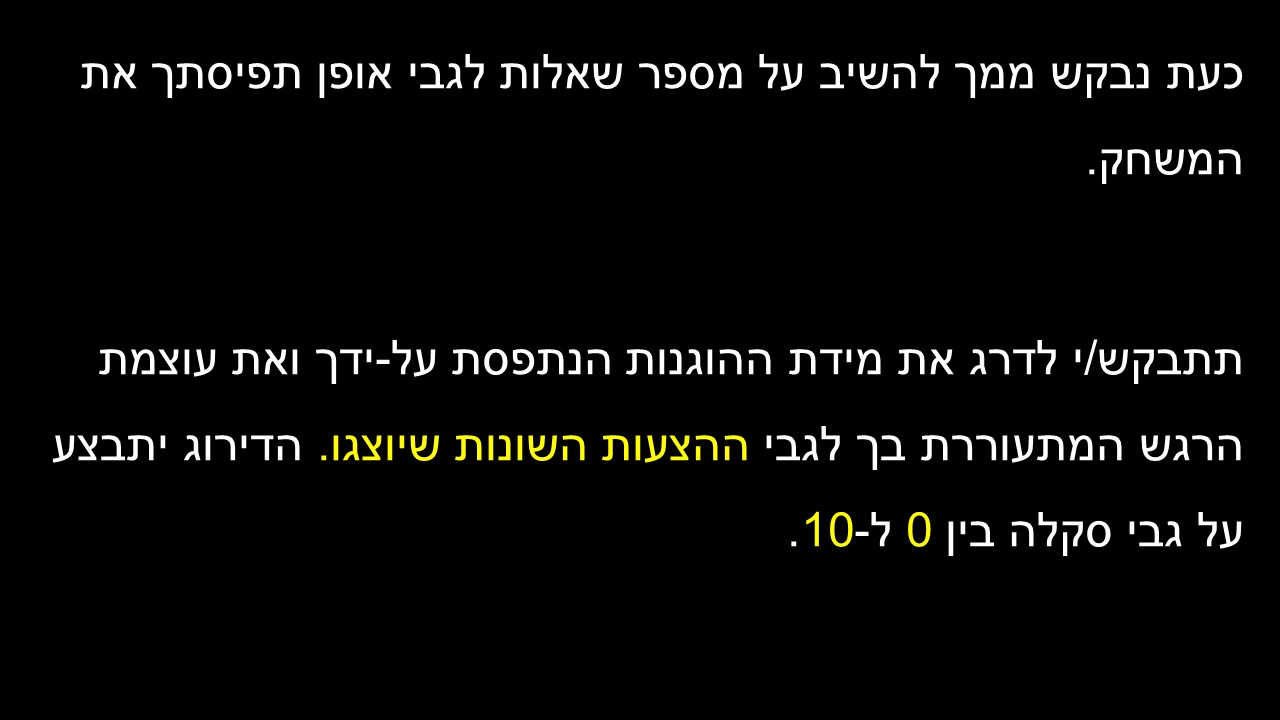 כעת נבקש ממך להשיב על מספר שאלות לגבי אופן תפיסתך את
המשחק.
תתבקש/י לדרג את מידת ההוגנות הנתפסת על-ידך ואת עוצמת
הרגש המתעוררת בך לגבי ההצעות השונות שיוצגו. הדירוג יתבצע
על גבי סקלה בין 0 ל-10.